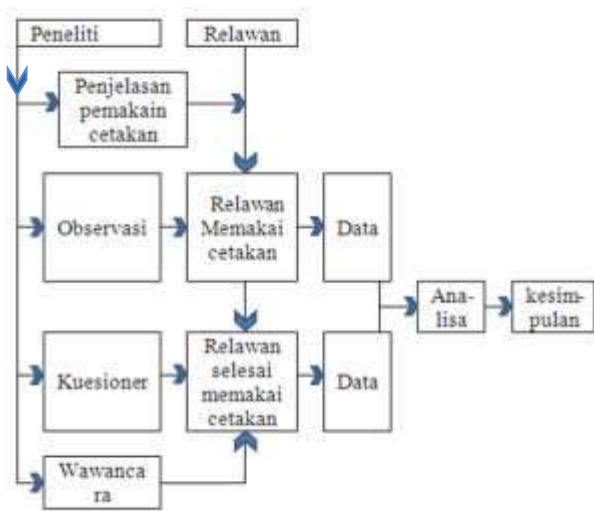 Peneliti
Relawan
Penjelasan
pemakain
cetakan
Observasi
Relawan
Memakai
cetakan
Data
Ana-
lisa
kesim-
pulan
Kuesioner
Relawan
selesai
memakai
cetakan
Data
Wawanca
ra